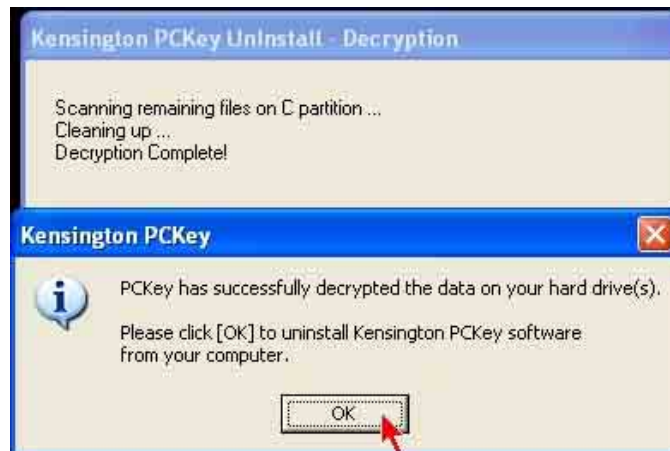 Kensington PCKey UnInstall - Decryption
Scanning remaining files on C partition ...
Cleaning up ...
Decryption Complete!
Kensington PCKey
PCKey has successfully decrypted the data on your hard drive(s).
Please click [OK] to uninstall Kensington PCKey software
from your computer.
OK